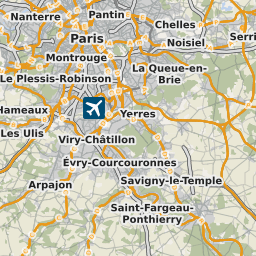 Nanterre
Pantin
Chelles
Paris
Noisiel
Serri
Montrouge
Le Plessis-Robinson
La Queue-en-
Brie
Hameaux
Yerres
Les Ulis
Viry-Châtillon
Évry-Courcouronnes
Arpajon
Savigny-le-Temple
Saint-Fargeau-
Ponthierry